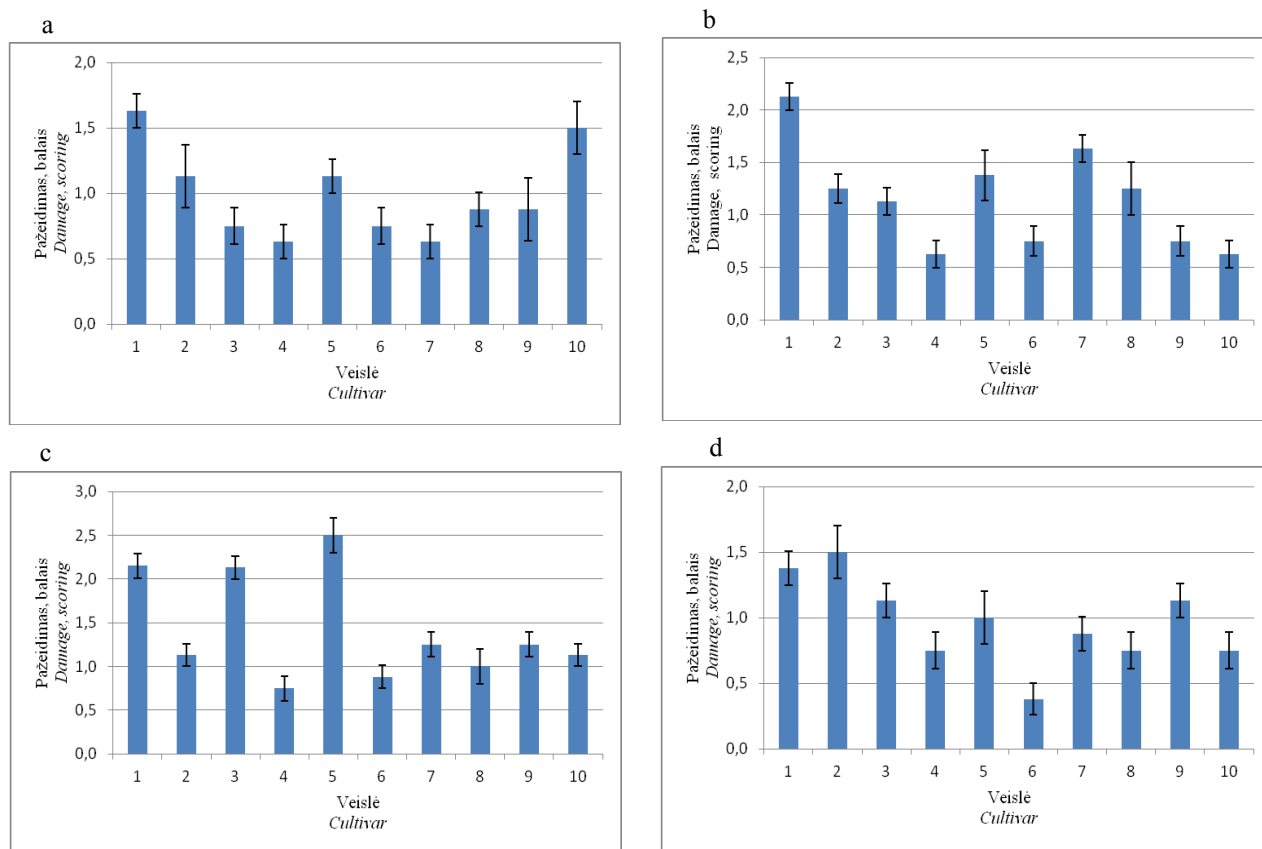 a
2,0
1,5
1,0
0,5
0,0
Pažeidimas, balais
Damage, scoring
1 2 3 4 5 6 7 8 9 10
Veislė
Cultivar
b
2,5
2,0
1,5
1,0
0,5
0,0
Pažeidimas, balais
Damage, scoring
1 2 3 4 5 6 7 8 9 10
Veislė
Cultivar
c
3,0
2,5
2,0
1,5
1,0
0,5
0,0
Pažeidimas, balais
Damage, scoring
1 2 3 4 5 6 7 8 9 10
Veislė
Cultivar
d
2,0
1,5
1,0
0,5
0,0
Pažeidimas, balais
Damage, scoring
1 2 3 4 5 6 7 8 9 10
Veislė
Cultivar